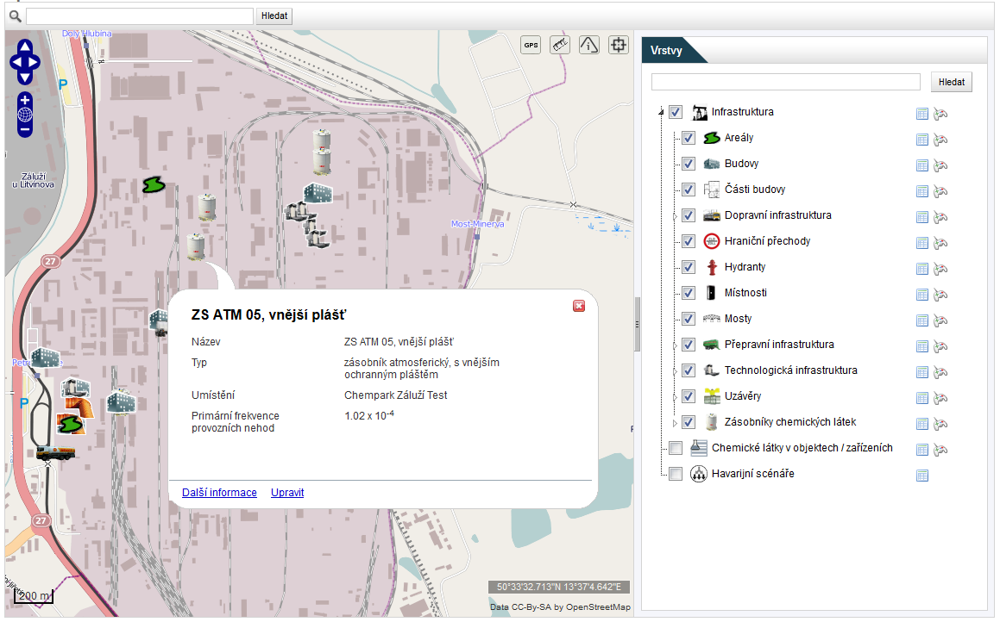 Hledat
Doly Hlubina
GPS
P
Záluží
u Litvínova
Most-Minerva
27
ZS ATM 05, vnější plášť
Název ZS ATM 05, vnější plášť
Typ zásobník atmosferický, s vnějším
ochranným pláštěm
Umístění Chempark Záluží Test
Primární frekvence 1.02 x 10-4
provozních nehod
Další informace Upravit
P
27
200 m
50°33'32.713"N 13°37'4.642"E
Data CC-By-SA by OpenStreetMap
Vrstvy
Hledat
Infrastruktura
Areály
Budovy
Části budovy
Dopravní infrastruktura
Hraniční přechody
Hydranty
Místnosti
Mosty
Přepravní infrastruktura
Technologická infrastruktura
Uzávěry
Zásobníky chemických látek
Chemické látky v objektech / zařízeních
Havarijní scénáře